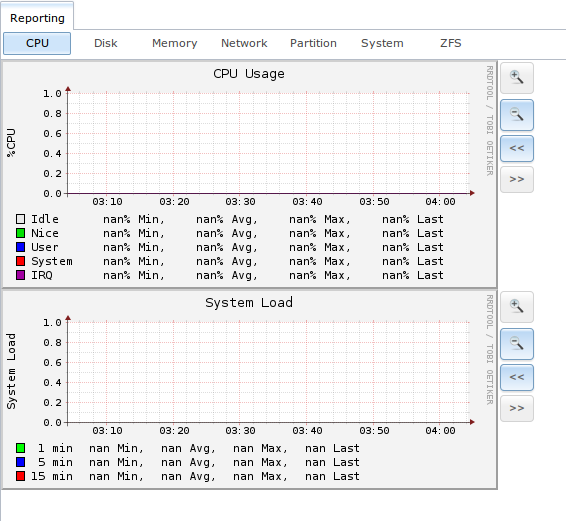 Reporting
CPU Disk Memory Network Partition System ZFS
CPU Usage
RRDTOOL / TOBI OETIKER
%CPU
1.0
0.8
0.6
0.4
0.2
0.0
03:10 03:20 03:30 03:40 03:50 04:00
Idle nan% Min, nan% Avg, nan% Max, nan% Last
Nice nan% Min, nan% Avg, nan% Max, nan% Last
User nan% Min, nan% Avg, nan% Max, nan% Last
System nan% Min, nan% Avg, nan% Max, nan% Last
IRQ nan% Min, nan% Avg, nan% Max, nan% Last
<<
>>
System Load
RRDTOOL / TOBI OETIKER
System Load
1.0
0.8
0.6
0.4
0.2
0.0
03:10 03:20 03:30 03:40 03:50 04:00
1 min nan Min, nan Avg, nan Max, nan Last
5 min nan Min, nan Avg, nan Max, nan Last
15 min nan Min, nan Avg, nan Max, nan Last
<<
>>